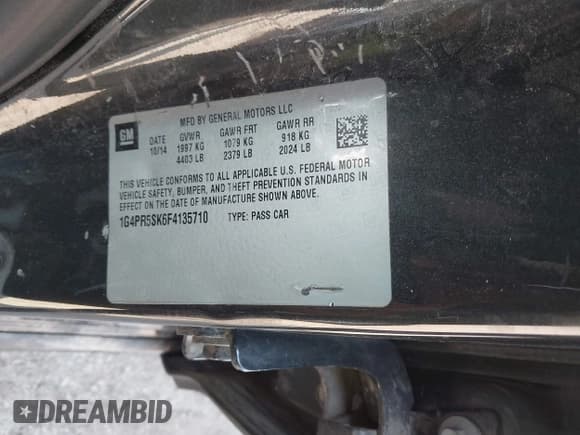 MFD BY GENERAL MOTORS LLC
GM
DATE GVWR GAWR FRT GAWR RR
10/14 1997 KG 1079 KG 918 KG
4403 LB 2379 LB 2024 LB
THIS VEHICLE CONFORMS TO ALL APPLICABLE U.S. FEDERAL MOTOR
VEHICLE SAFETY, BUMPER, AND THEFT PREVENTION STANDARDS IN
EFFECT ON THE DATE OF MANUFACTURE SHOWN ABOVE.
1G4PR5SK6F4135710 TYPE: PASS CAR
DREAMBID